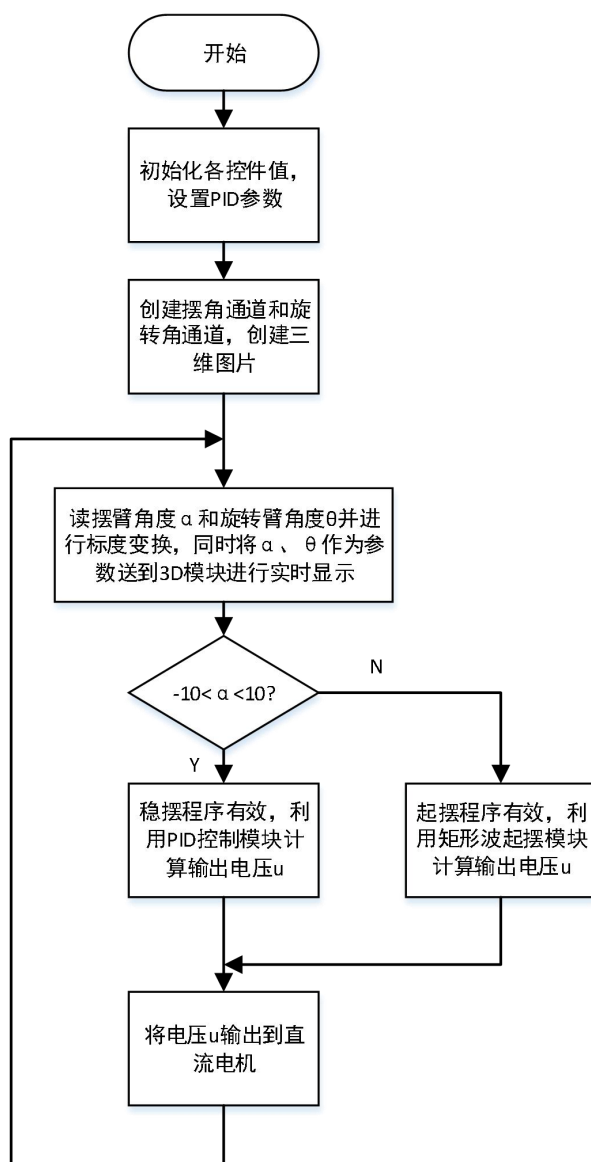 开始
初始化各控件值，
设置PID参数
创建摆角通道和旋
转角通道，创建三
维图片
读摆臂角度α和旋转臂角度θ并进
行标度变换，同时将α、θ作为参
数送到3D模块进行实时显示
-10<α<10?
N
Y
稳摆程序有效，利
用PID控制模块计
算输出电压u
起摆程序有效，利
用矩形波起摆模块
计算输出电压u
将电压u输出到直
流电机